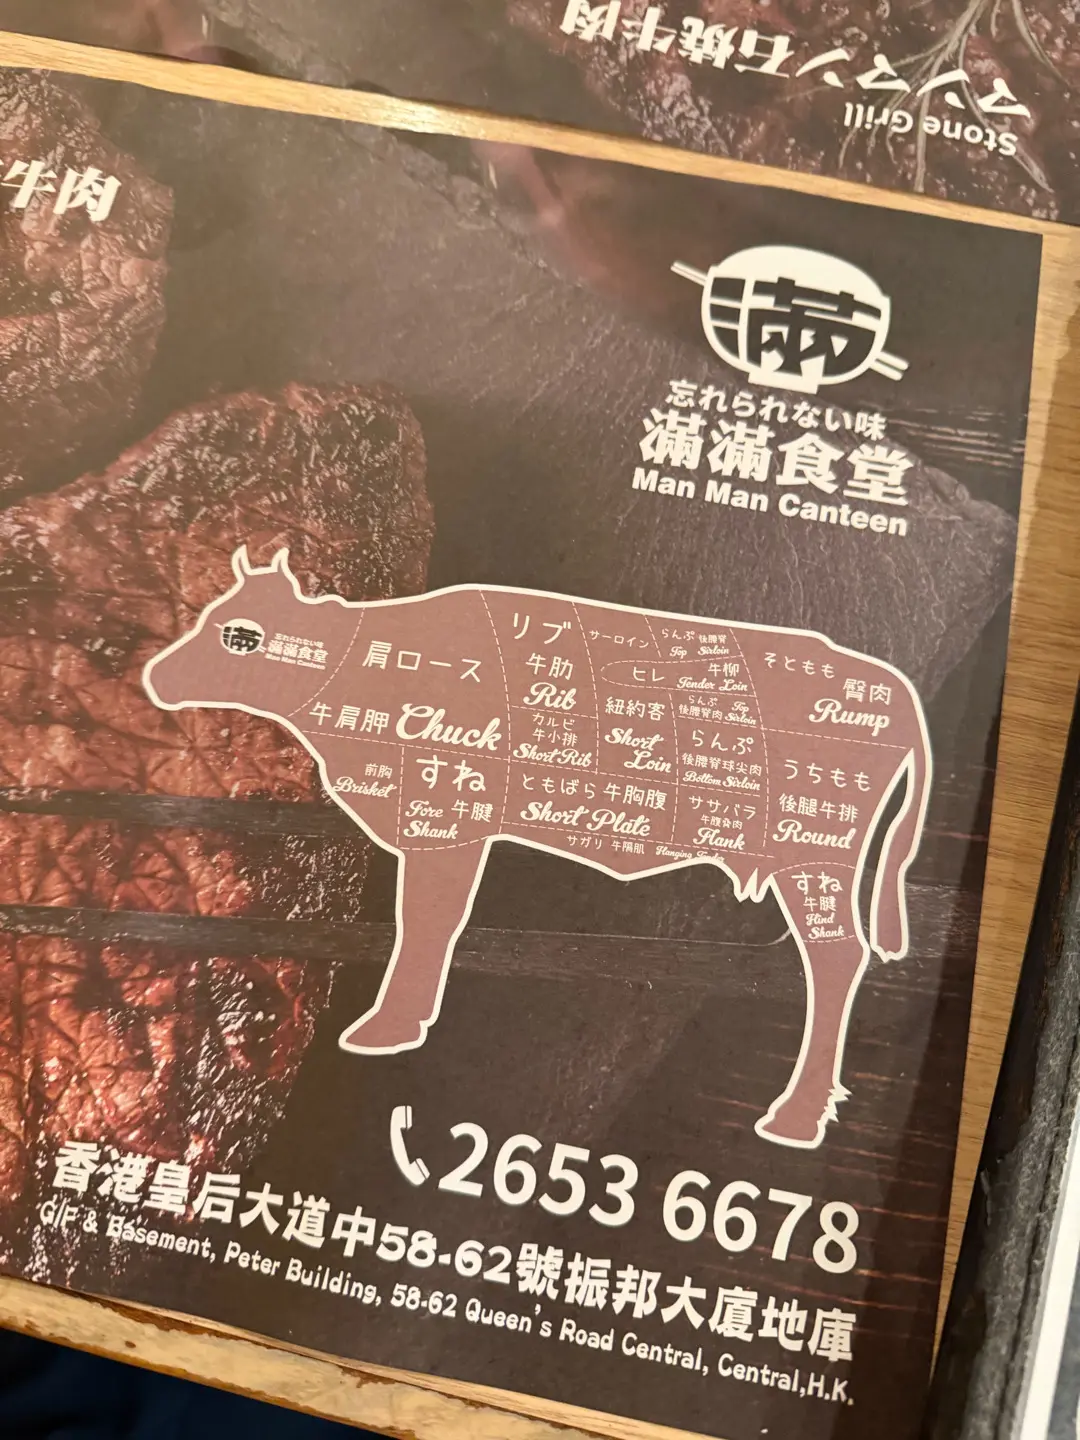 マンマン石焼牛肉
Stone Grill
牛肉
満
忘れられない味
滿滿食堂
Man Man Canteen
満
忘れられない味
滿滿食堂
Man Man Canteen
肩ロース
牛肩胛 Chuck
リブ
牛肋
Rib
カルビ
牛小排
Short Rib
サーロイン
紐約客
Short
Loin
らんぷ 後腰脊
Top Sirloin
ヒレ 牛柳
Tender Loin
らんぷ Top
後腰脊肉 Sirloin
らんぷ
後腰脊球尖肉
Bottom Sirloin
そともも
臀肉
Rump
うちもも
後腿牛排
Round
前胸
Brisket
すね
Fore 牛腱
Shank
ともばら 牛胸腹
Short Plate
ササバラ
牛腹脅肉
Flank
サガリ 牛隔肌 Hanging Tender
すね
牛腱
Hind
Shank
2653 6678
香港皇后大道中58-62號振邦大廈地庫
G/F & Basement, Peter Building, 58-62 Queen's Road Central, Central,H.K.